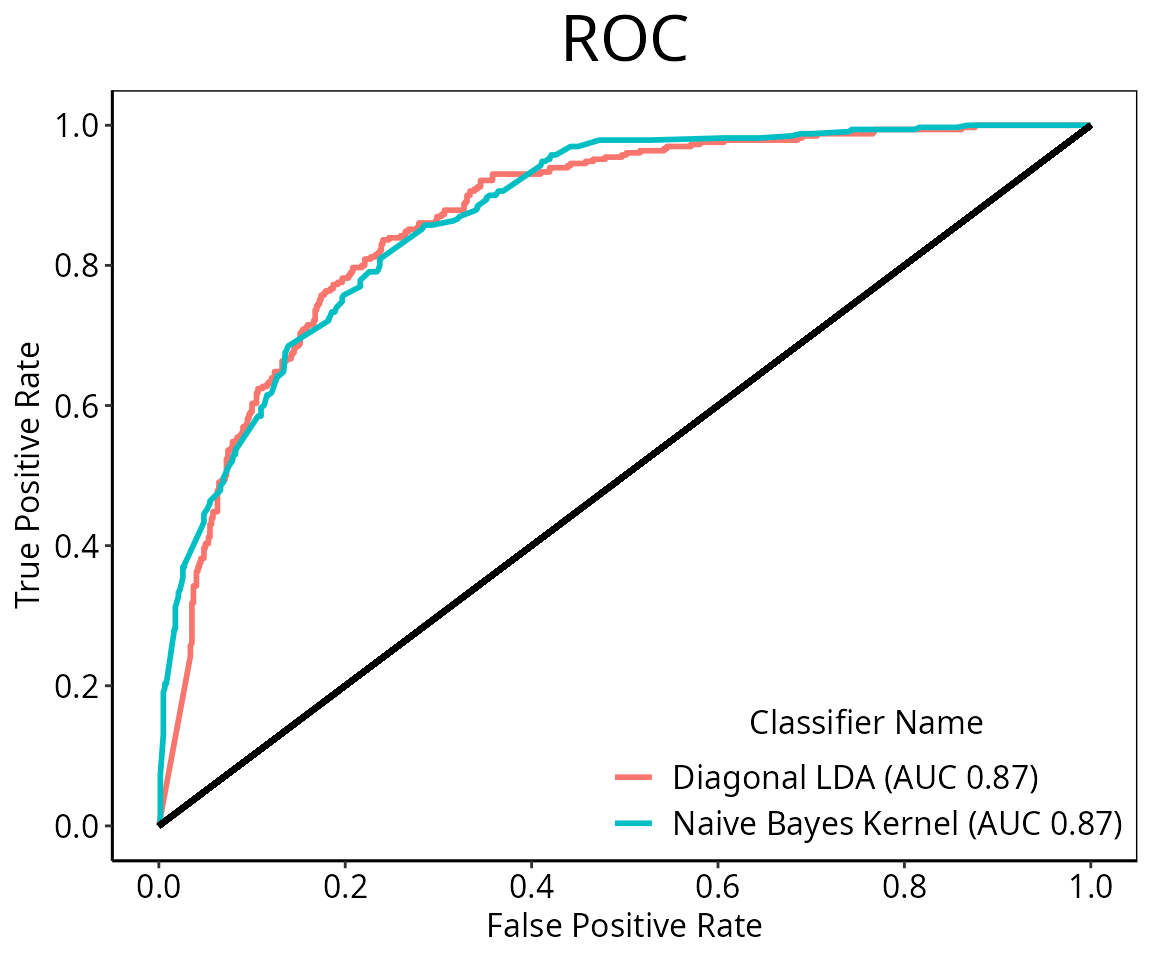 ROC
True Positive Rate
1.0
0.8
0.6
0.4
0.2
0.0
Classifier Name
Diagonal LDA (AUC 0.87)
Naive Bayes Kernel (AUC 0.87)
0.0 0.2 0.4 0.6 0.8 1.0
False Positive Rate